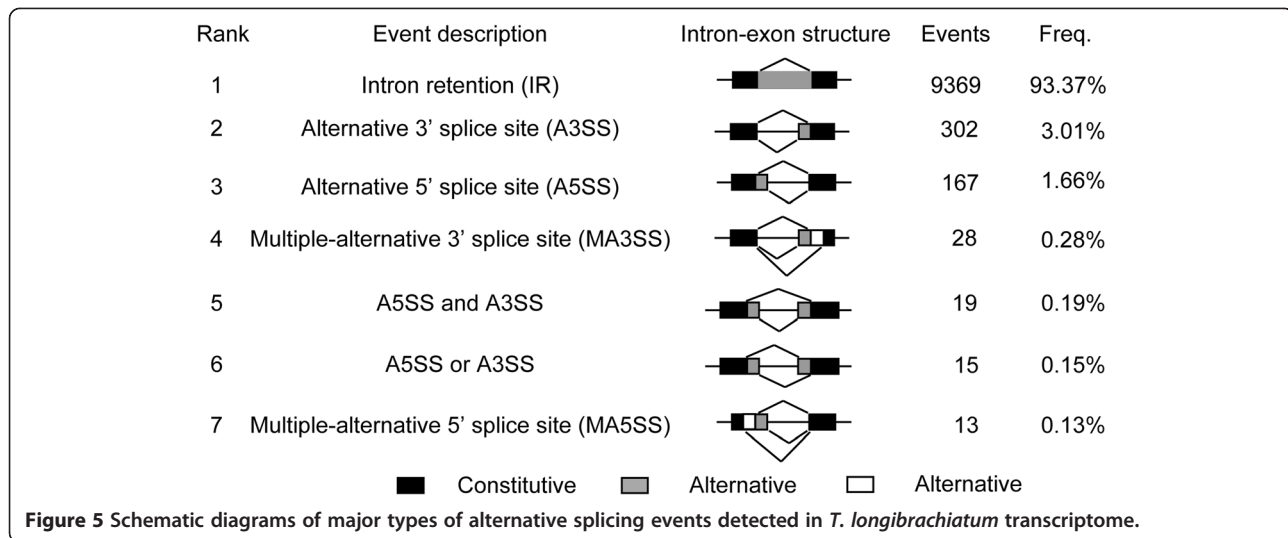 Rank Event description Intron-exon structure Events Freq.
1 Intron retention (IR) 9369 93.37%
2 Alternative 3’ splice site (A3SS) 302 3.01%
3 Alternative 5’ splice site (A5SS) 167 1.66%
4 Multiple-alternative 3’ splice site (MA3SS) 28 0.28%
5 A5SS and A3SS 19 0.19%
6 A5SS or A3SS 15 0.15%
7 Multiple-alternative 5’ splice site (MA5SS) 13 0.13%
Constitutive Alternative Alternative
Figure 5 Schematic diagrams of major types of alternative splicing events detected in T. longibrachiatum transcriptome.